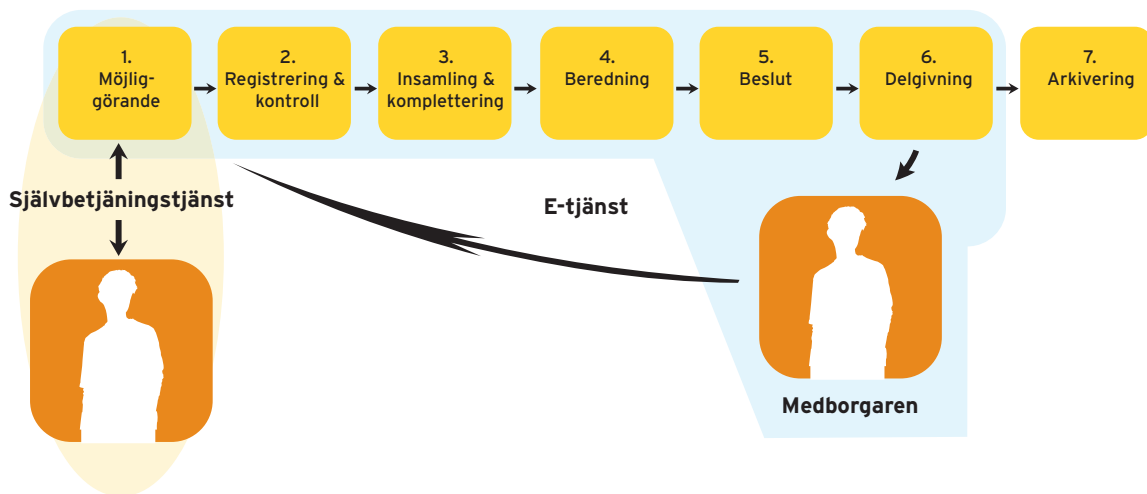 1.
Möjlig-
görande
2.
Registrering &
kontroll
3.
Insamling &
komplettering
4.
Beredning
5.
Beslut
6.
Delgivning
7.
Arkivering
Självbetjäningstjänst
E-tjänst
Medborgaren